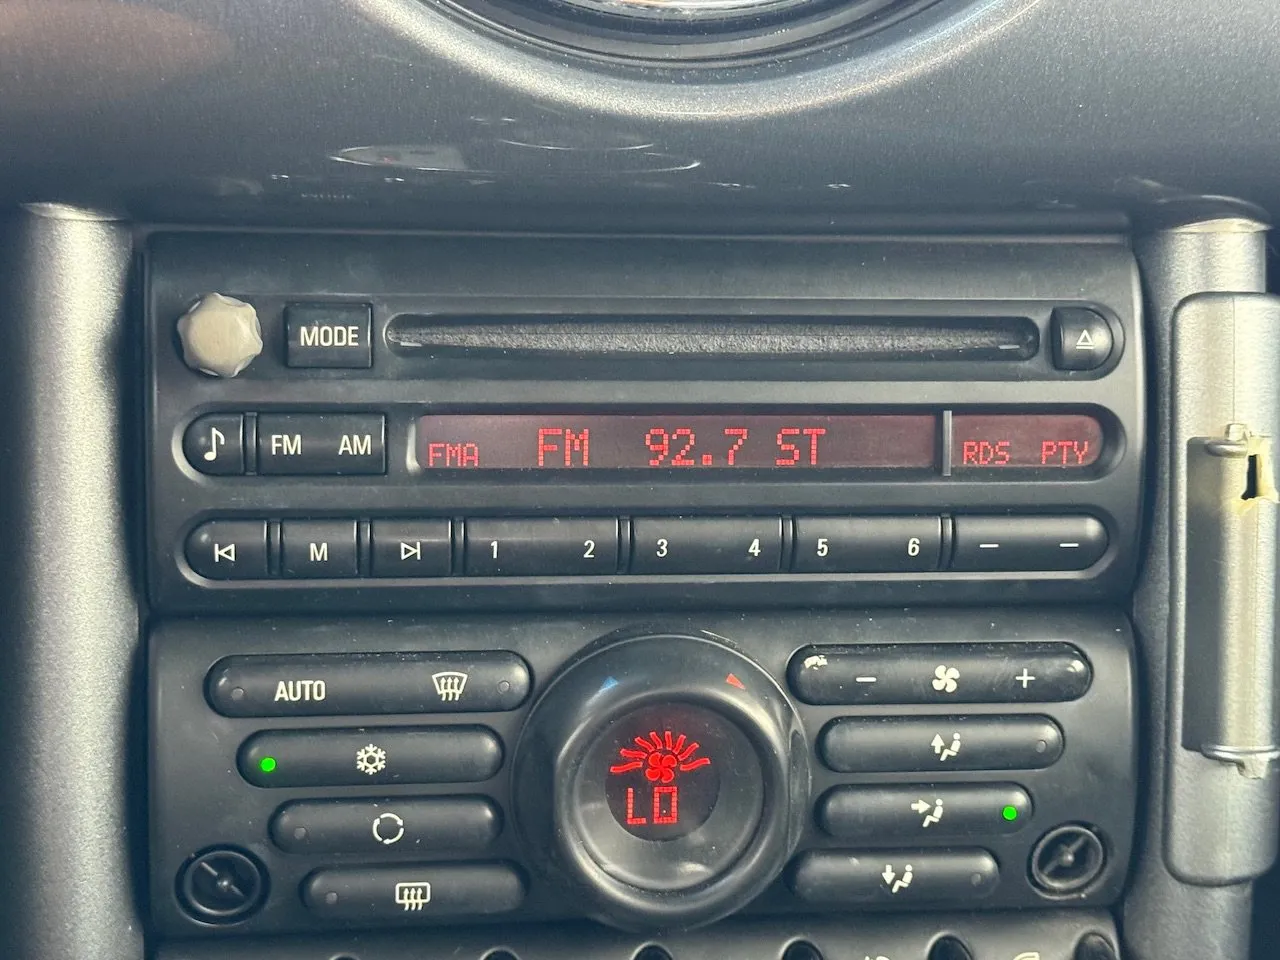 MODE
FM AM FMA FM 92.7 ST RDS PTY
M 1 2 3 4 5 6
AUTO
LO